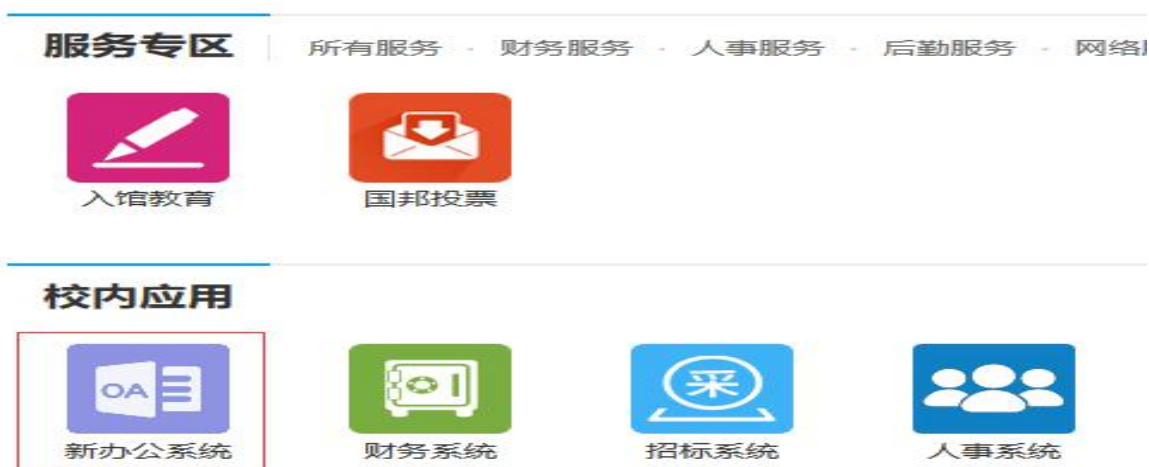 服务专区 所有服务 · 财务服务 · 人事服务 · 后勤服务 · 网络
入馆教育 国邦投票
校内应用
OA 采
新办公系统 财务系统 招标系统 人事系统